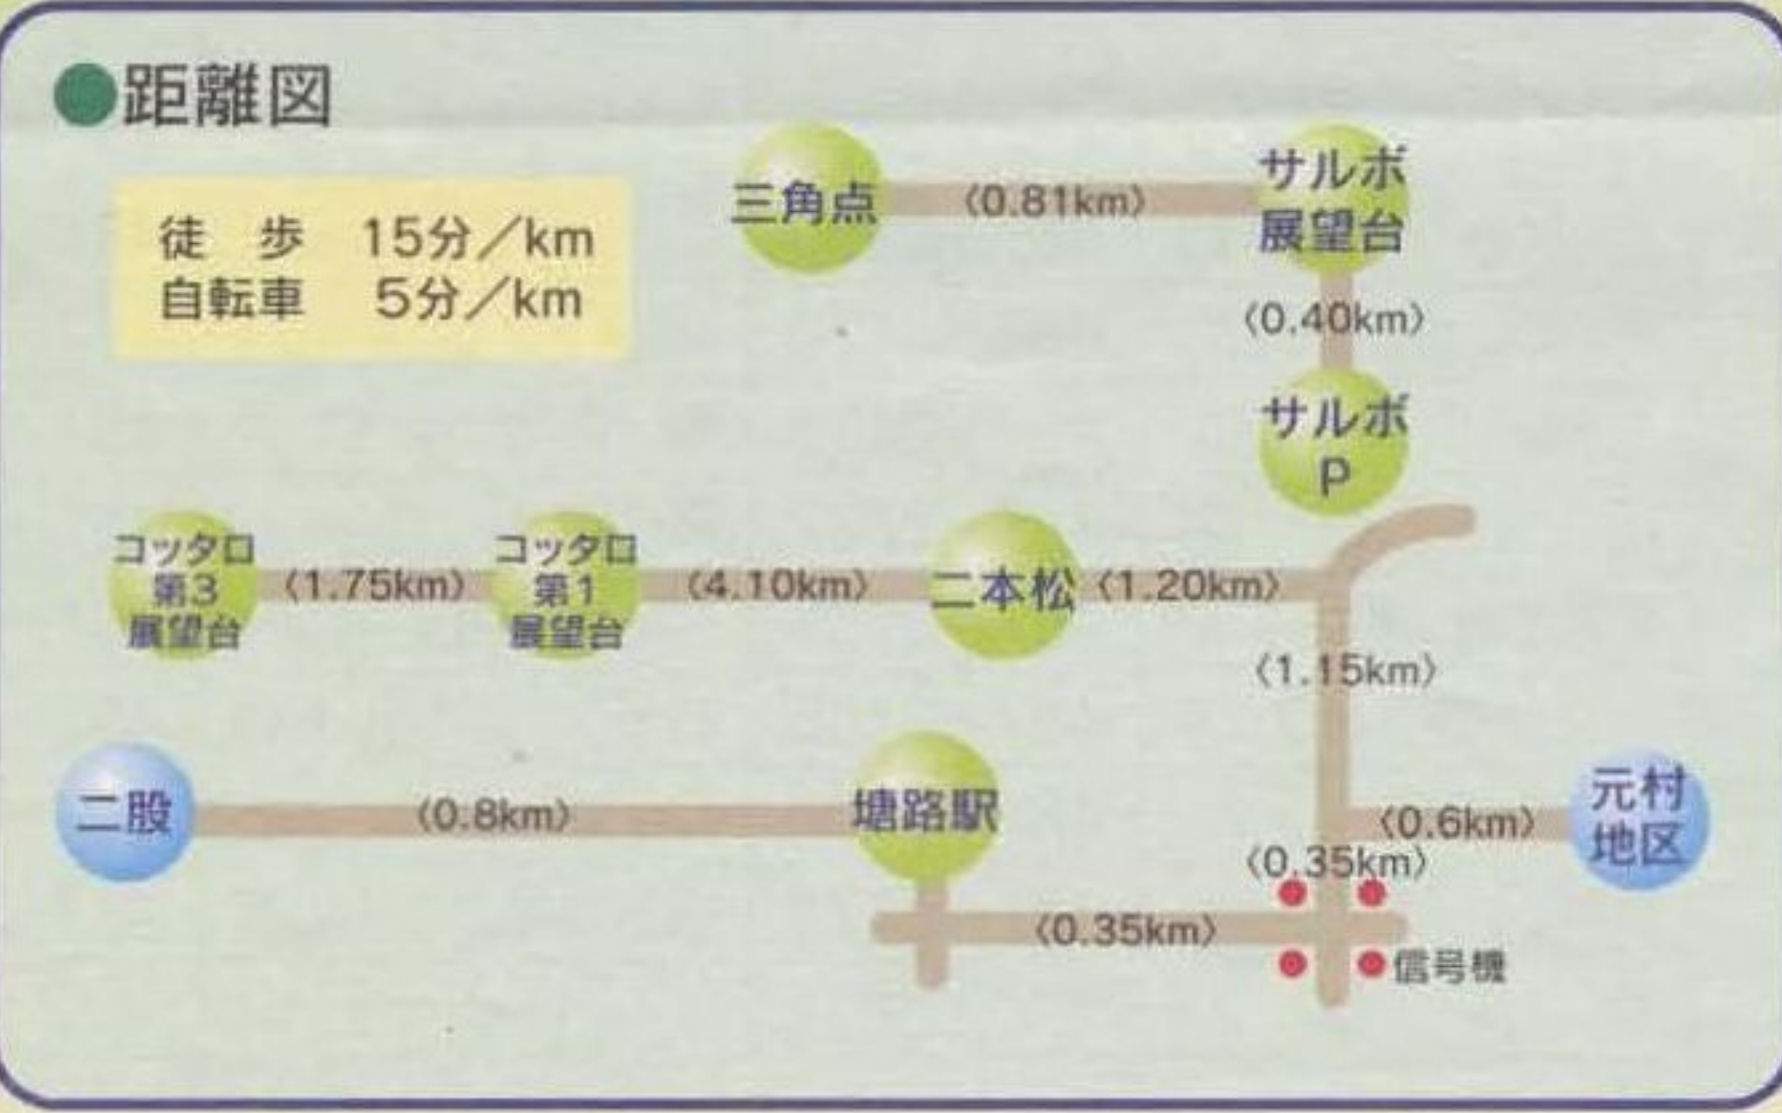 ●距離図
徒 歩 15分/km
自転車 5分/km
三角点
〈0.81km〉
サルボ
展望台
〈0.40km〉
サルボ
P
コッタロ
第3
展望台
〈1.75km〉
コッタロ
第1
展望台
〈4.10km〉
二本松
〈1.20km〉
〈1.15km〉
二股
〈0.8km〉
塘路駅
〈0.6km〉
元村
地区
〈0.35km〉
〈0.35km〉
信号機